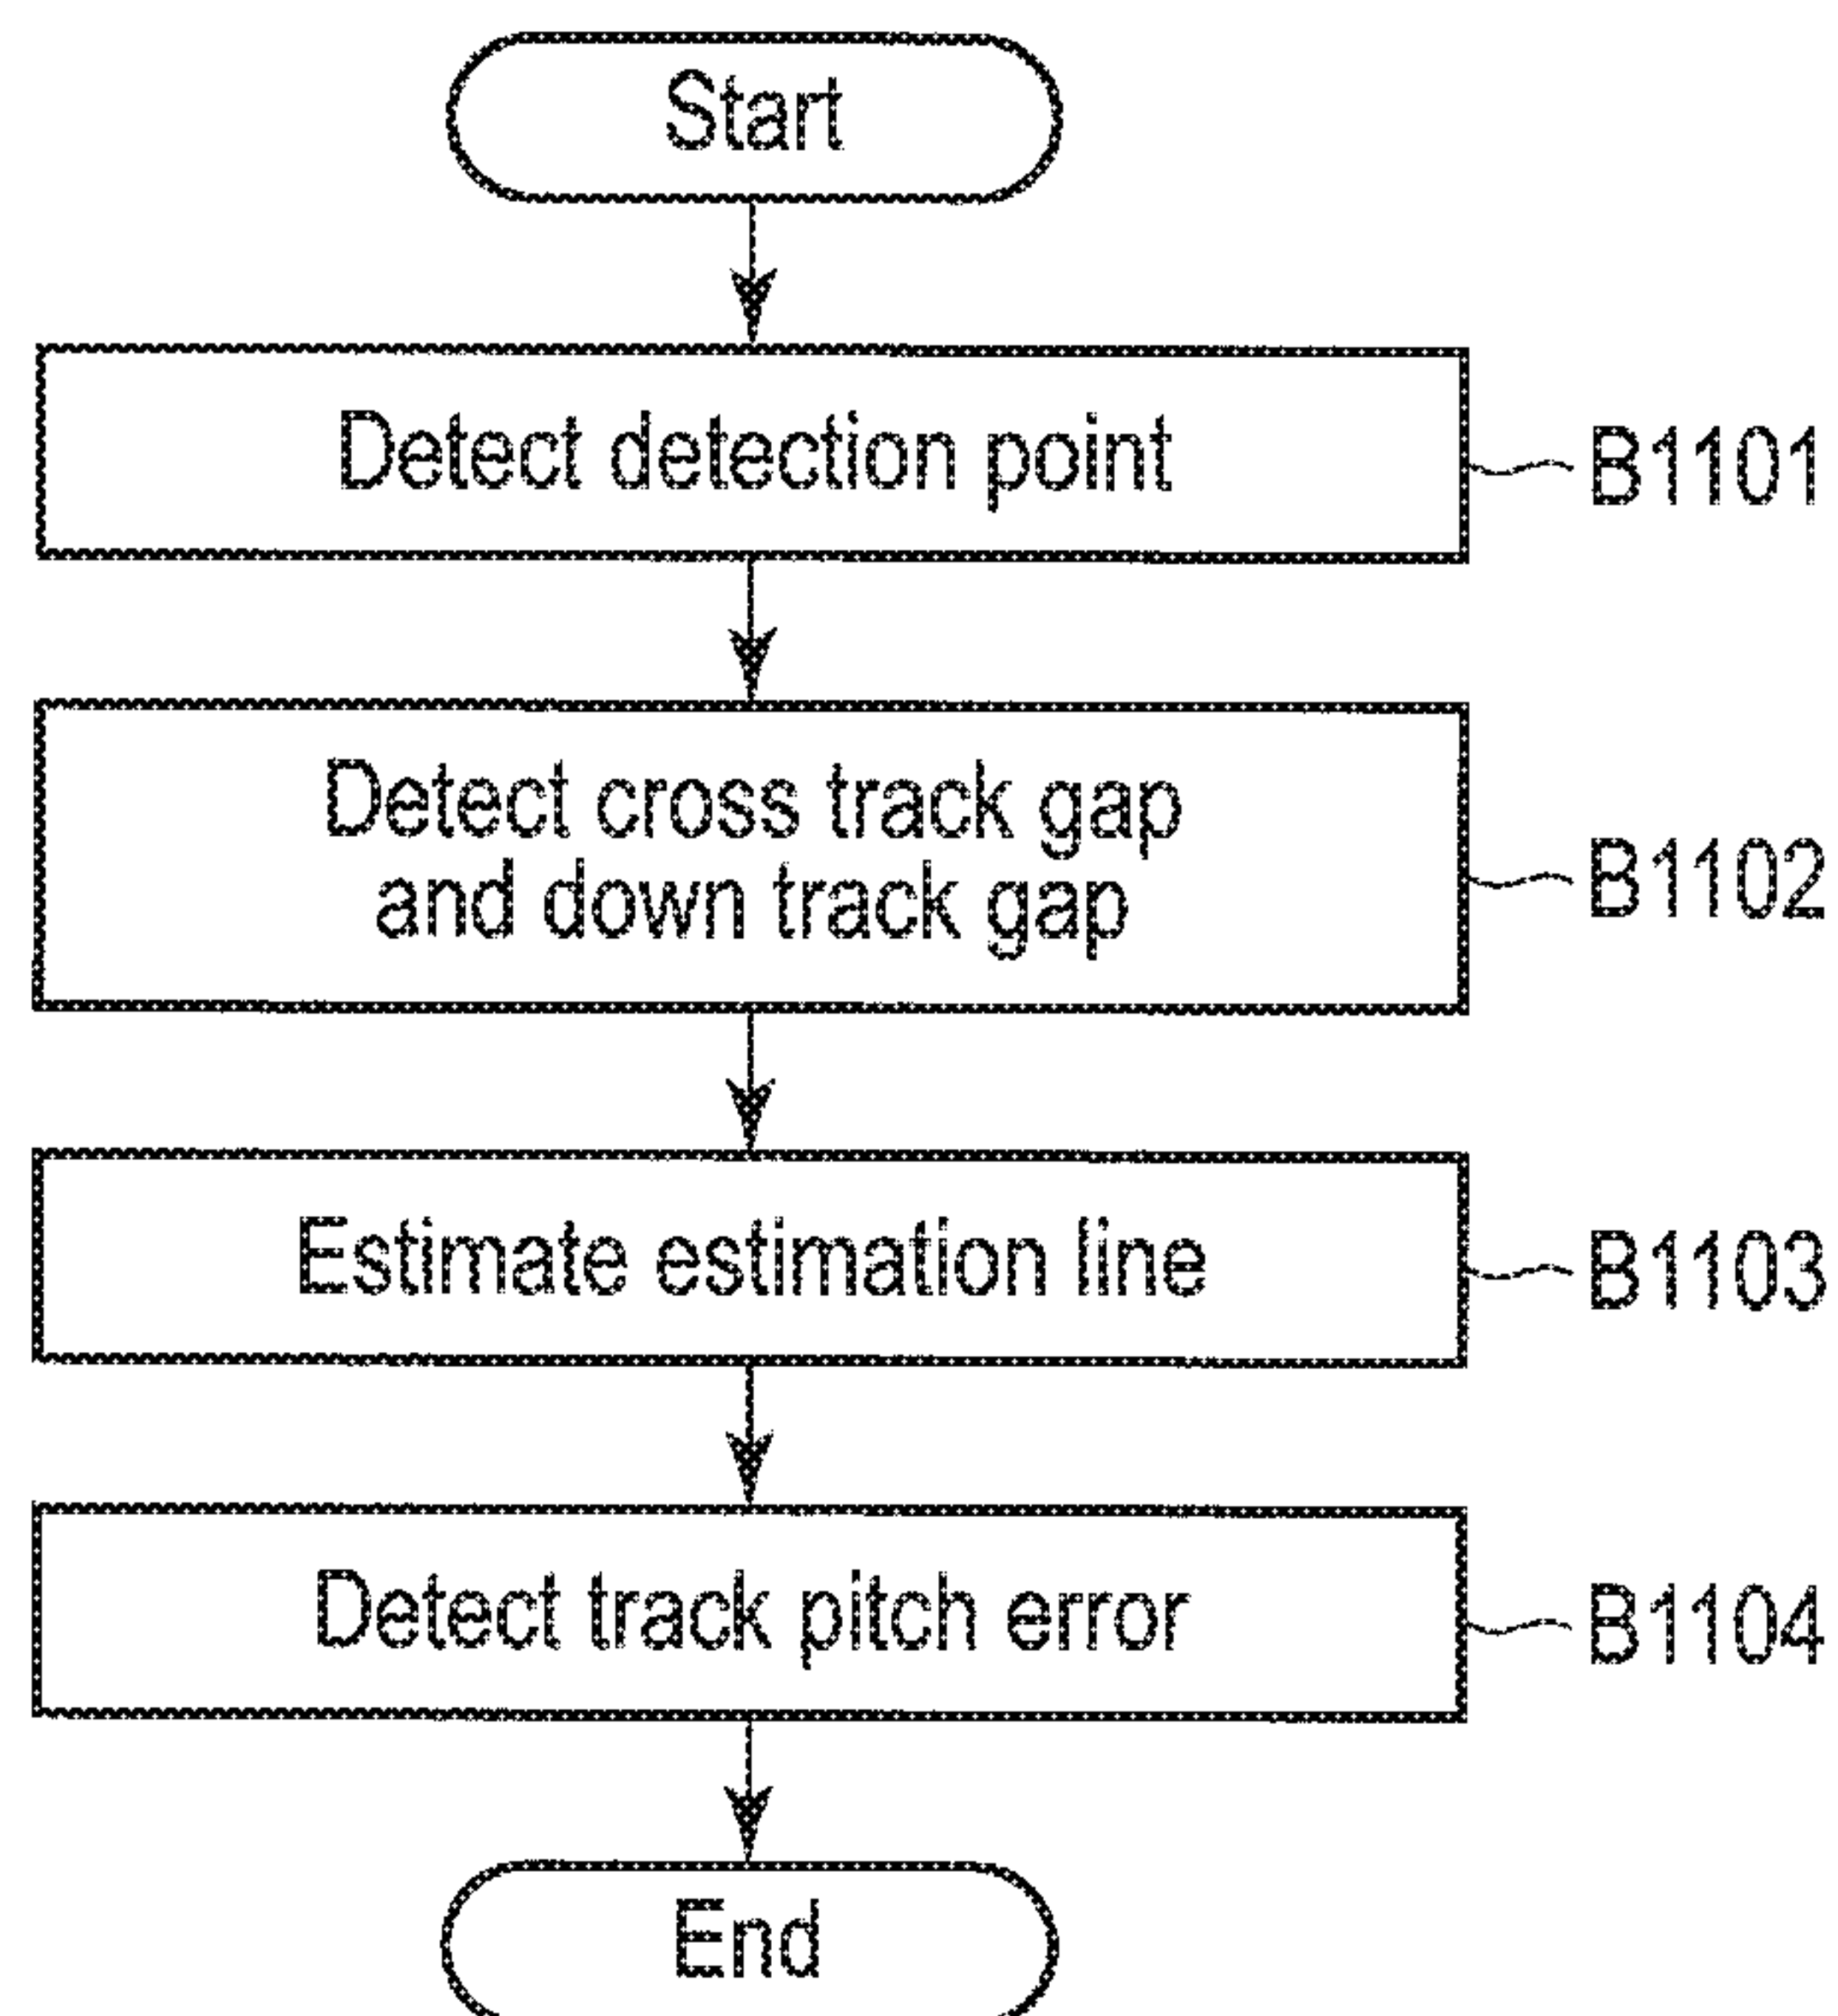 Start
Detect detection point
B1101
Detect cross track gap
and down track gap
B1102
Estimate estimation line
B1103
Detect track pitch error
B1104
End